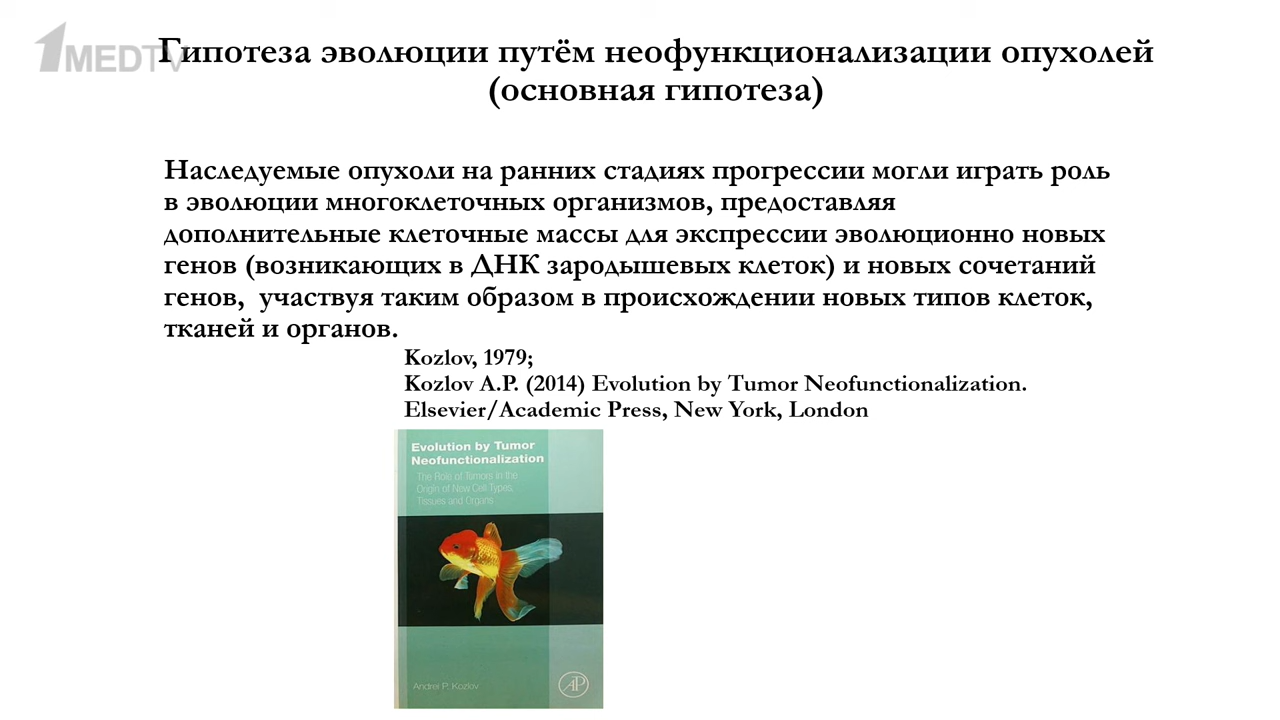 1MEDTV
Гипотеза эволюции путём неофункционализации опухолей
(основная гипотеза)
Наследуемые опухоли на ранних стадиях прогрессии могли играть роль
в эволюции многоклеточных организмов, предоставляя
дополнительные клеточные массы для экспрессии эволюционно новых
генов (возникающих в ДНК зародышевых клеток) и новых сочетаний
генов,  участвуя таким образом в происхождении новых типов клеток,
тканей и органов.
Kozlov, 1979;
Kozlov A.P. (2014) Evolution by Tumor Neofunctionalization.
Elsevier/Academic Press, New York, London
Evolution by Tumor
Neofunctionalization
The Role of Tumors in the
Origin of New Cell Types,
Tissues and Organs
Andrei P. Kozlov
AP